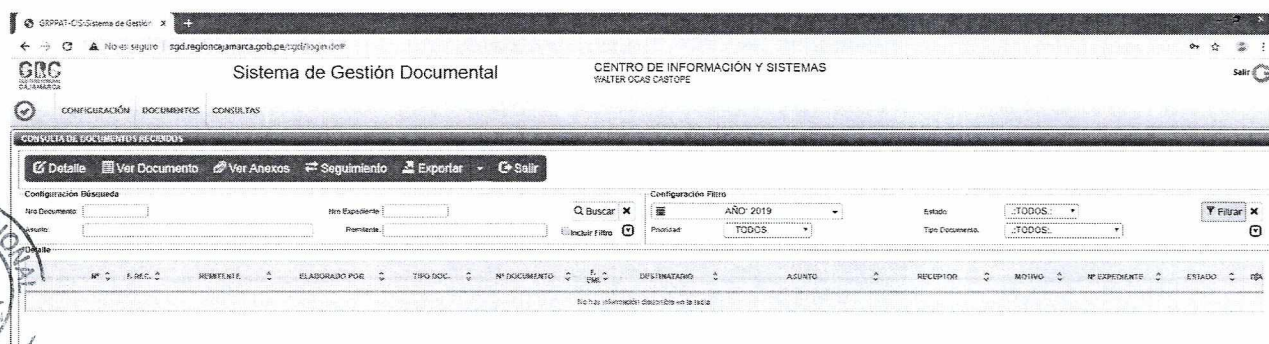 GRPPAT-CIS:Sistema de Gestión
No es seguro | sgd.regioncajamarca.gob.pe/sgd/login.do#
GRC
CAJAMARCA
Sistema de Gestión Documental
CENTRO DE INFORMACIÓN Y SISTEMAS
WALTER OCAS CASTOPE
Salir
CONFIGURACIÓN DOCUMENTOS CONSULTAS
CONSULTA DE DOCUMENTOS RECIBIDOS
Detalle Ver Documento Ver Anexos Seguimiento Exportar Salir
Configuración Búsqueda
Configuración Filtro
Nro Documento: Nro Expediente: Buscar AÑO: 2019 Estado: .:TODOS:. Filtrar
Asunto: Remitente: Incluir Filtro Prioridad: TODOS Tipo Documento: .:TODOS:.
Detalle
Nº F. REC. REMITENTE ELABORADO POR TIPO DOC. Nº DOCUMENTO F. EMI. DESTINATARIO ASUNTO RECEPTOR MOTIVO Nº EXPEDIENTE ESTADO
No hay información disponible en la tabla